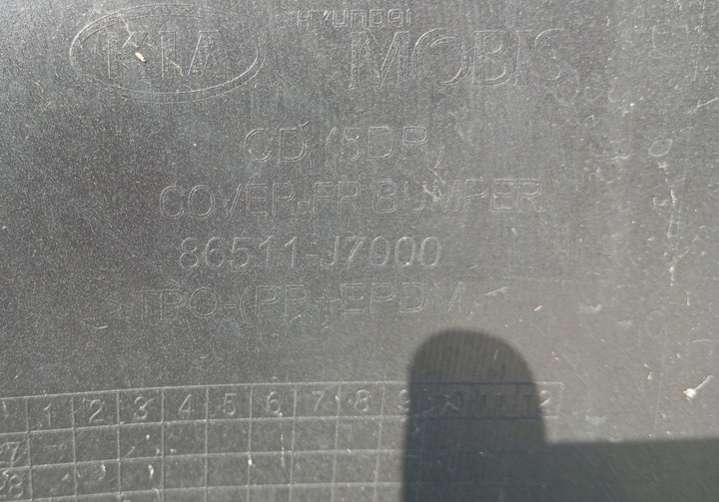 HYUNDAI
KIA MOBIS
CD /5DR
COVER-FR BUMPER
86511-J7000
TPO-(PP+EPDM
1 2 3 4 5 6 7 8 9 10 11 12